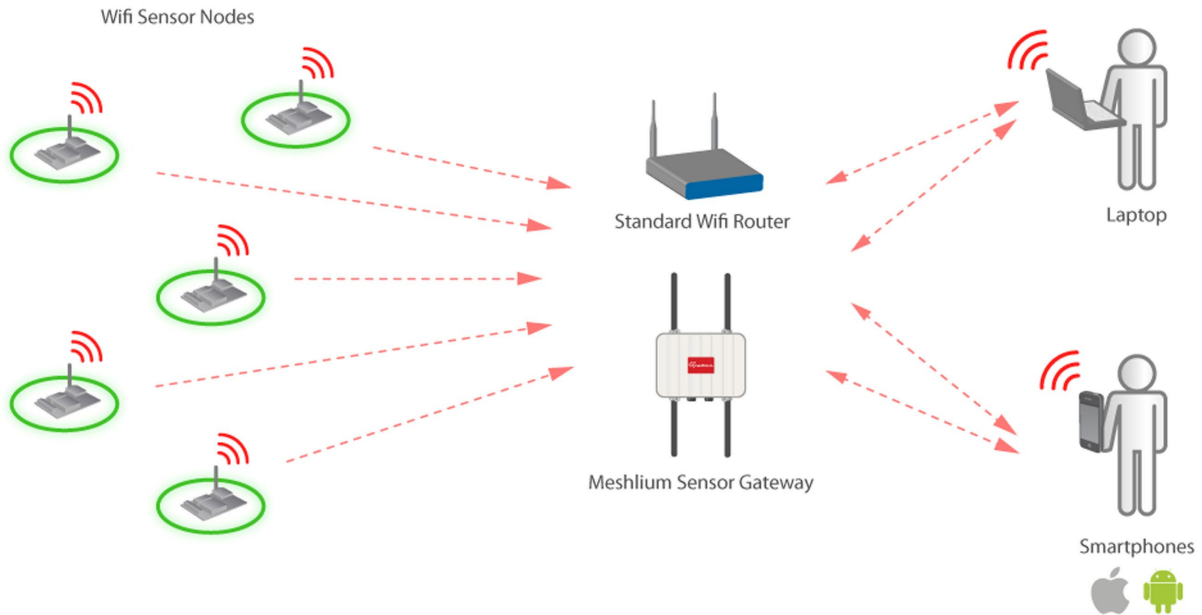 Wifi Sensor Nodes
Standard Wifi Router
Laptop
Meshlium Sensor Gateway
Smartphones